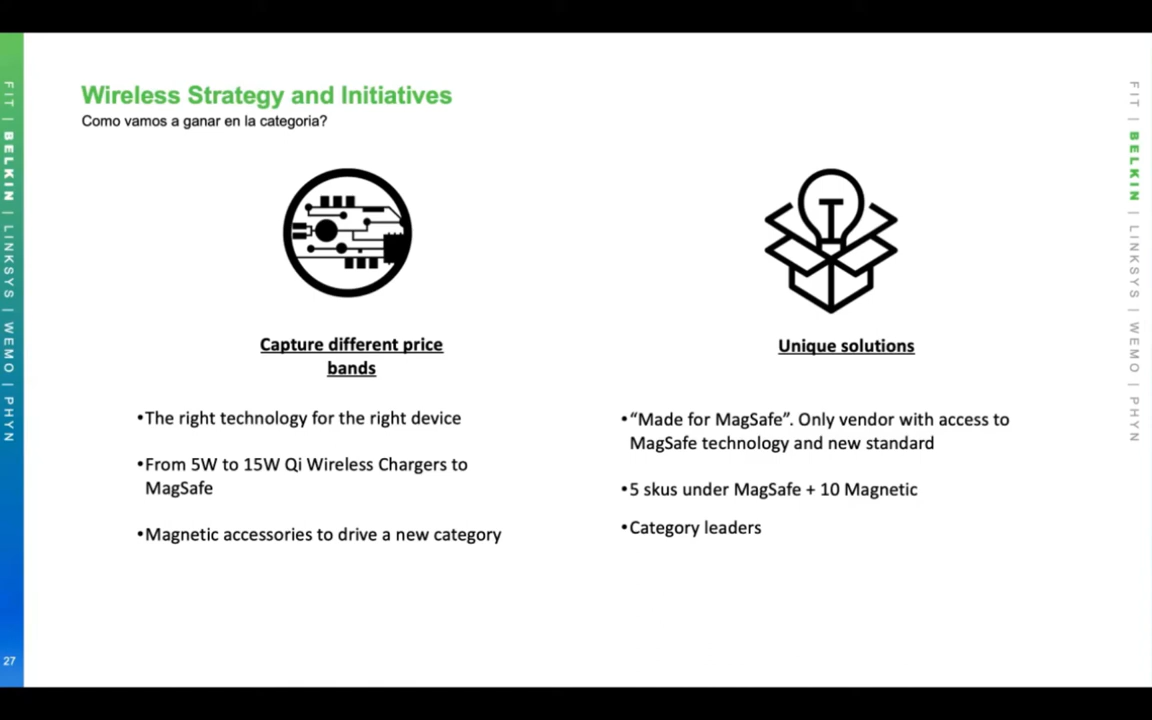 Wireless Strategy and Initiatives
Como vamos a ganar en la categoria?
Capture different price
bands
•The right technology for the right device
•From 5W to 15W Qi Wireless Chargers to
MagSafe
•Magnetic accessories to drive a new category
Unique solutions
•“Made for MagSafe”. Only vendor with access to
MagSafe technology and new standard
•5 skus under MagSafe + 10 Magnetic
•Category leaders
FIT | BELKIN | LINKSYS | WEMO | PHYN
27
FIT | BELKIN | LINKSYS | WEMO | PHYN